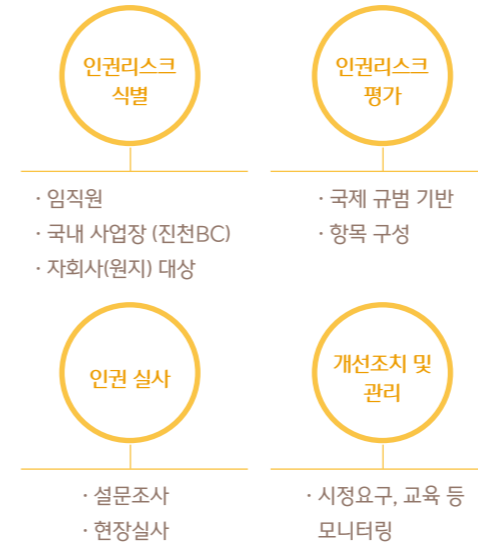 인권리스크
식별
· 임직원
· 국내 사업장 (진천BC)
· 자회사(원지) 대상
인권리스크
평가
· 국제 규범 기반
· 항목 구성
인권 실사
· 설문조사
· 현장실사
개선조치 및
관리
· 시정요구, 교육 등
모니터링